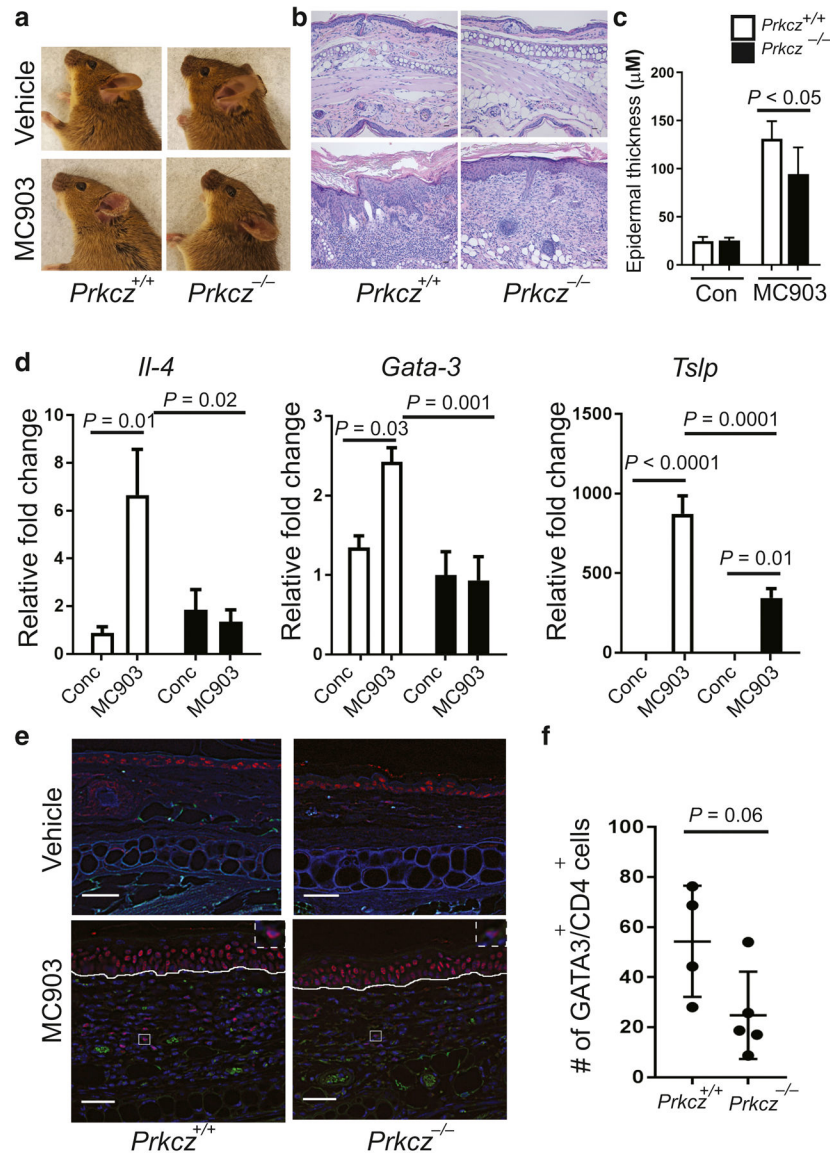 a
Vehicle
MC903
Prkcz+/+ Prkcz–/–
b
Prkcz+/+ Prkcz–/–
c
Prkcz+/+
Prkcz–/–
Epidermal thickness (µM)
200
150
100
50
0
P < 0.05
Con MC903
d
Il-4
Relative fold change
10
8
6
4
2
0
P = 0.01
P = 0.02
Conc MC903 Conc MC903
Gata-3
Relative fold change
3
2
1
0
P = 0.03
P = 0.001
Conc MC903 Conc MC903
Tslp
Relative fold change
1500
1000
500
0
P < 0.0001
P = 0.0001
P = 0.01
Conc MC903 Conc MC903
e
Vehicle
MC903
Prkcz+/+ Prkcz–/–
f
# of GATA3+/CD4+ cells
100
80
60
40
20
0
P = 0.06
Prkcz+/+ Prkcz–/–